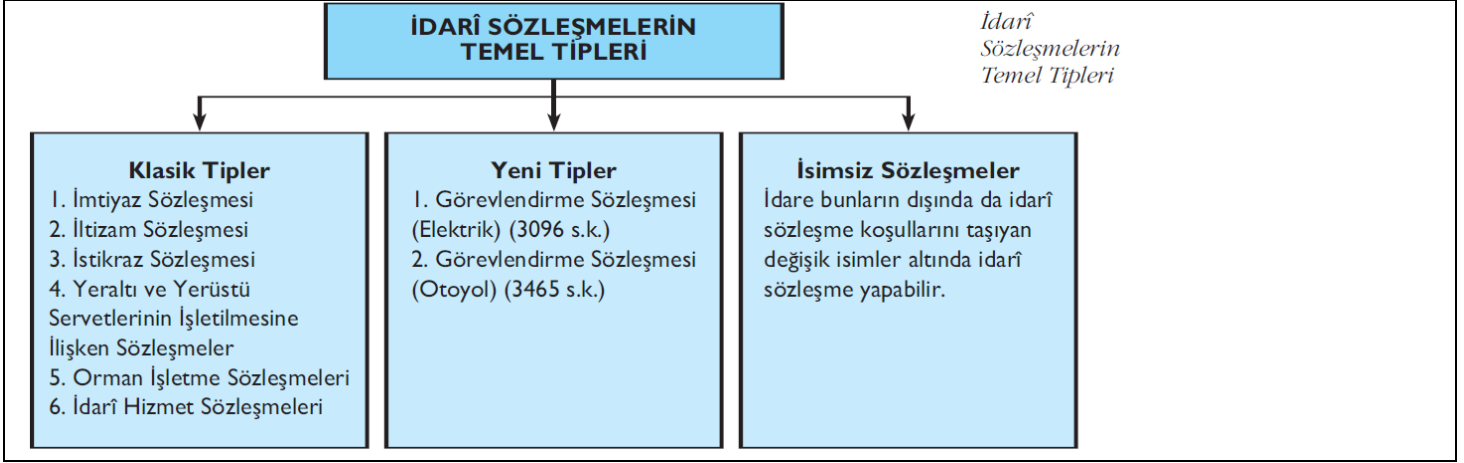 İDARÎ SÖZLEŞMELERİN
TEMEL TİPLERİ
İdarî
Sözleşmelerin
Temel Tipleri
Klasik Tipler
1. İmtiyaz Sözleşmesi
2. İltizam Sözleşmesi
3. İstikraz Sözleşmesi
4. Yeraltı ve Yerüstü
Servetlerinin İşletilmesine
İlişken Sözleşmeler
5. Orman İşletme Sözleşmeleri
6. İdarî Hizmet Sözleşmeleri
Yeni Tipler
1. Görevlendirme Sözleşmesi
(Elektrik) (3096 s.k.)
2. Görevlendirme Sözleşmesi
(Otoyol) (3465 s.k.)
İsimsiz Sözleşmeler
İdare bunların dışında da idarî
sözleşme koşullarını taşıyan
değişik isimler altında idarî
sözleşme yapabilir.